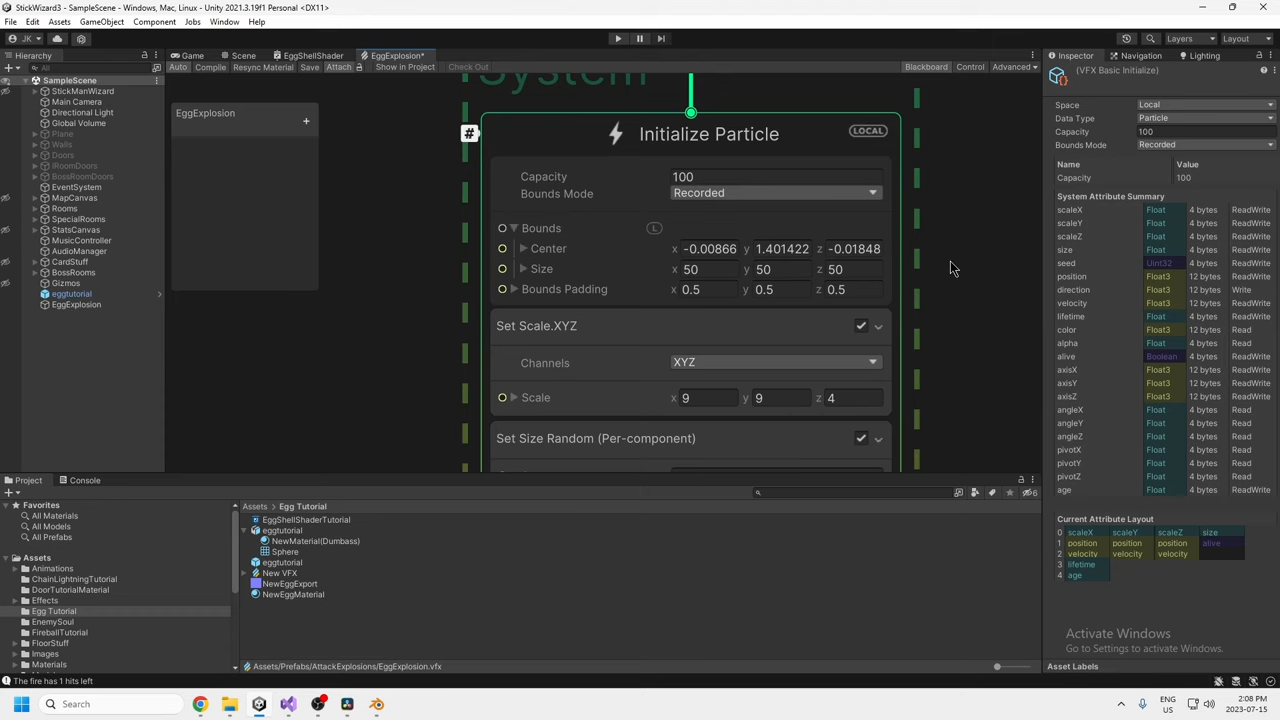 StickWizard3 - SampleScene - Windows, Mac, Linux - Unity 2021.3.19f1 Personal <DX11>
File Edit Assets GameObject Component Jobs Window Help
JK Layers Layout
Hierarchy Game Scene EggShellShader EggExplosion* Inspector Navigation Lighting
All Auto Compile Resync Material Save Attach Show in Project Check Out Blackboard Control Advanced (VFX Basic Initialize)
SampleScene
StickManWizard
Main Camera
Directional Light
Global Volume
Plane
Walls
Doors
IRoomDoors
BossRoomDoors
EventSystem
MapCanvas
Rooms
SpecialRooms
StatsCanvas
MusicController
AudioManager
CardStuff
BossRooms
Gizmos
eggtutorial
EggExplosion
EggExplosion +
System
# Initialize Particle LOCAL
Capacity 100
Bounds Mode Recorded
Bounds L
Center x -0.00866 y 1.401422 z -0.01848
Size x 50 y 50 z 50
Bounds Padding x 0.5 y 0.5 z 0.5
Set Scale.XYZ
Channels XYZ
Scale x 9 y 9 z 4
Set Size Random (Per-component)
Space Local
Data Type Particle
Capacity 100
Bounds Mode Recorded
Name Value
Capacity 100
System Attribute Summary
scaleX Float 4 bytes ReadWrite
scaleY Float 4 bytes ReadWrite
scaleZ Float 4 bytes ReadWrite
size Float 4 bytes ReadWrite
seed Uint32 4 bytes ReadWrite
position Float3 12 bytes ReadWrite
direction Float3 12 bytes Write
velocity Float3 12 bytes ReadWrite
lifetime Float 4 bytes ReadWrite
color Float3 12 bytes Read
alpha Float 4 bytes Read
alive Boolean 4 bytes ReadWrite
axisX Float3 12 bytes ReadWrite
axisY Float3 12 bytes ReadWrite
axisZ Float3 12 bytes ReadWrite
angleX Float 4 bytes Read
angleY Float 4 bytes Read
angleZ Float 4 bytes Read
pivotX Float 4 bytes Read
pivotY Float 4 bytes Read
pivotZ Float 4 bytes Read
age Float 4 bytes ReadWrite
Current Attribute Layout
0 scaleX scaleY scaleZ size
1 position position position alive
2 velocity velocity velocity
3 lifetime
4 age
Activate Windows
Go to Settings to activate Windows.
Asset Labels
Project Console
6
Favorites
All Materials
All Models
All Prefabs
Assets
Animations
ChainLightningTutorial
DoorTutorialMaterial
Effects
Egg Tutorial
EnemySoul
FireballTutorial
FloorStuff
Images
Materials
Assets > Egg Tutorial
EggShellShaderTutorial
eggtutorial
NewMaterial(Dumbass)
Sphere
eggtutorial
New VFX
NewEggExport
NewEggMaterial
Assets/Prefabs/AttackExplosions/EggExplosion.vfx
The fire has 1 hits left
Search ENG US 2:08 PM 2023-07-15